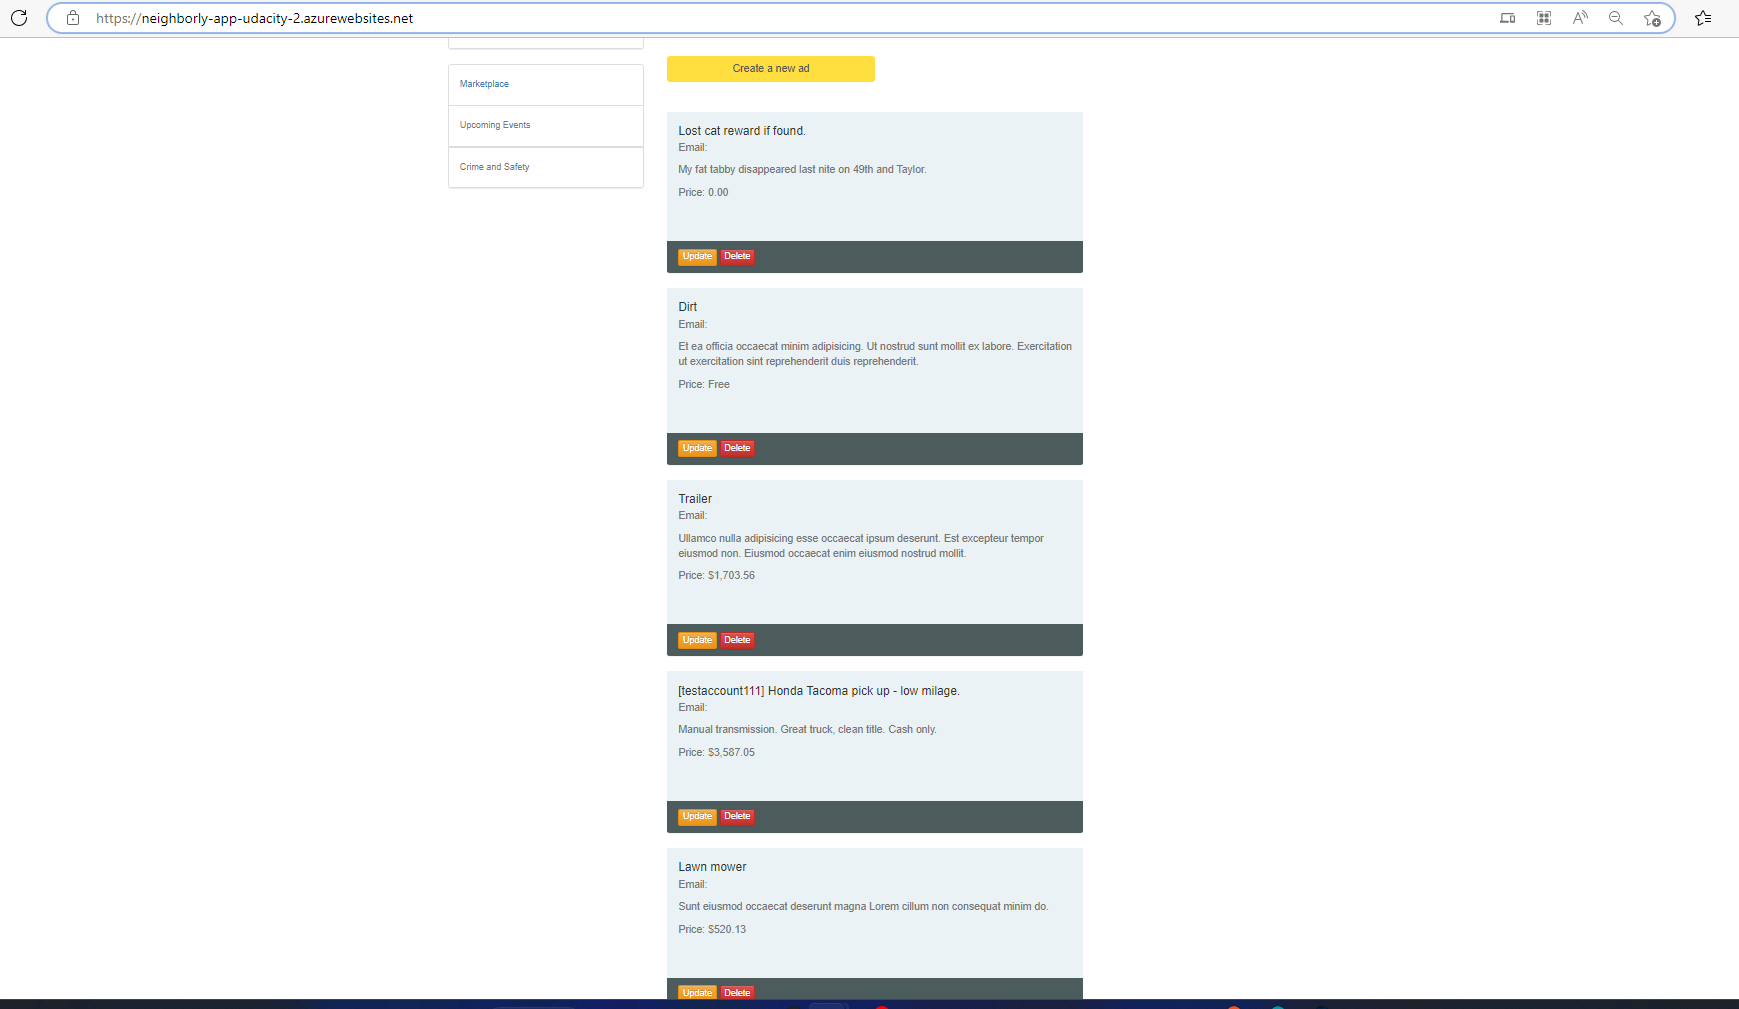 https://neighborly-app-udacity-2.azurewebsites.net
Marketplace
Upcoming Events
Crime and Safety
Create a new ad
Lost cat reward if found.
Email:
My fat tabby disappeared last nite on 49th and Taylor.
Price: 0.00
Update Delete
Dirt
Email:
Et ea officia occaecat minim adipisicing. Ut nostrud sunt mollit ex labore. Exercitation
ut exercitation sint reprehenderit duis reprehenderit.
Price: Free
Update Delete
Trailer
Email:
Ullamco nulla adipisicing esse occaecat ipsum deserunt. Est excepteur tempor
eiusmod non. Eiusmod occaecat enim eiusmod nostrud mollit.
Price: $1,703.56
Update Delete
[testaccount111] Honda Tacoma pick up - low milage.
Email:
Manual transmission. Great truck, clean title. Cash only.
Price: $3,587.05
Update Delete
Lawn mower
Email:
Sunt eiusmod occaecat deserunt magna Lorem cillum non consequat minim do.
Price: $520.13
Update Delete